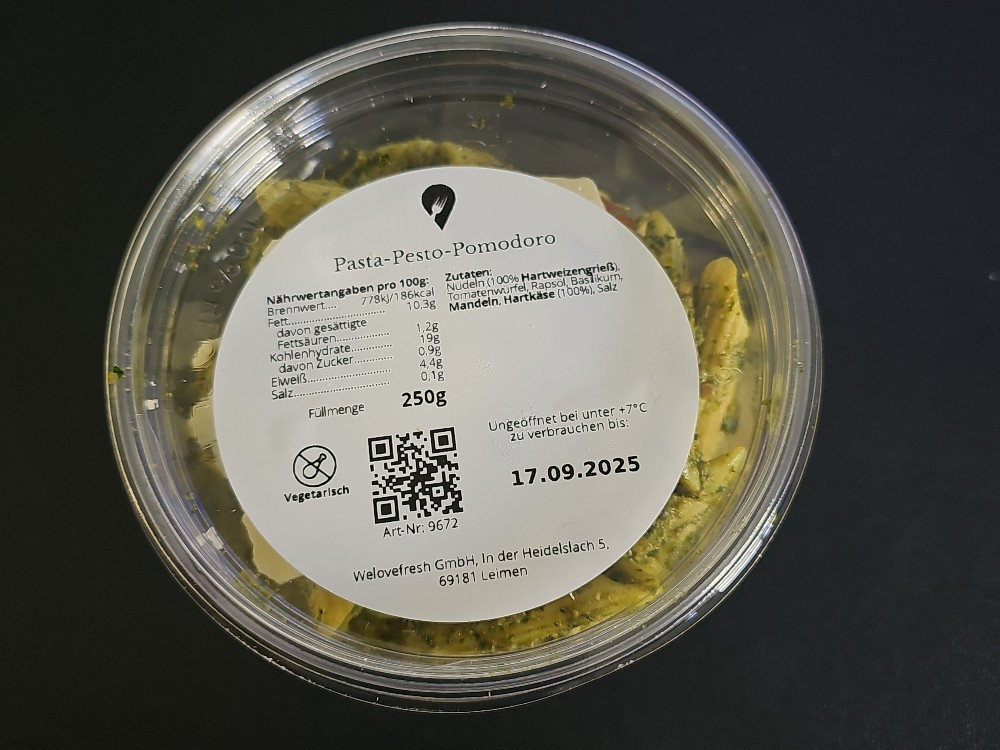 Pasta-Pesto-Pomodoro
Nährwertangaben pro 100g:
Brennwert.... 778kJ/186kcal
Fett........................ 10,3g
davon gesättigte
Fettsäuren................. 1,2g
Kohlenhydrate............. 19g
davon Zucker............ 0,9g
Eiweiß....................... 4,4g
Salz.......................... 0,1g
Füllmenge 250g
Zutaten:
Nudeln (100% Hartweizengrieß),
Tomatenwürfel, Rapsöl, Basilikum,
Mandeln, Hartkäse (100%), Salz
Ungeöffnet bei unter +7°C
zu verbrauchen bis:
17.09.2025
Vegetarisch
Art-Nr: 9672
Welovefresh GmbH, In der Heidelslach 5,
69181 Leimen